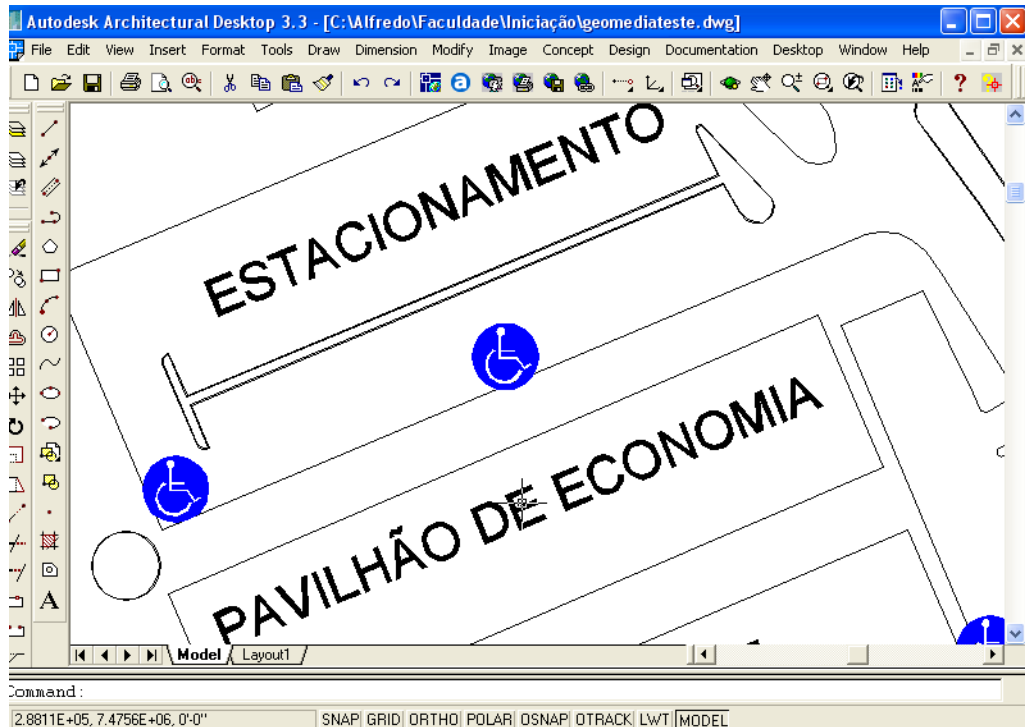 Autodesk Architectural Desktop 3.3 - [C:\Alfredo\Faculdade\Iniciação\geomediateste.dwg]
File Edit View Insert Format Tools Draw Dimension Modify Image Concept Design Documentation Desktop Window Help
ESTACIONAMENTO
PAVILHÃO DE ECONOMIA
Model Layout1
Command:
2.8811E+05, 7.4756E+06, 0'-0" SNAP GRID ORTHO POLAR OSNAP OTRACK LWT MODEL